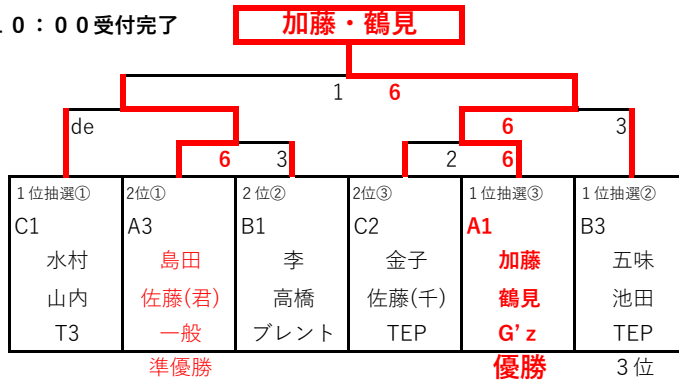 ０：００受付完了
加藤・鶴見
1 6
de 6 3
6 3 2 6
１位抽選① 2位① ２位② 2位③ １位抽選③ １位抽選②
C1 A3 B1 C2 A1 B3
水村 島田 李 金子 加藤 五味
山内 佐藤(君) 高橋 佐藤(千) 鶴見 池田
T3 一般 ブレント TEP G’ｚ TEP
準優勝 優勝 ３位